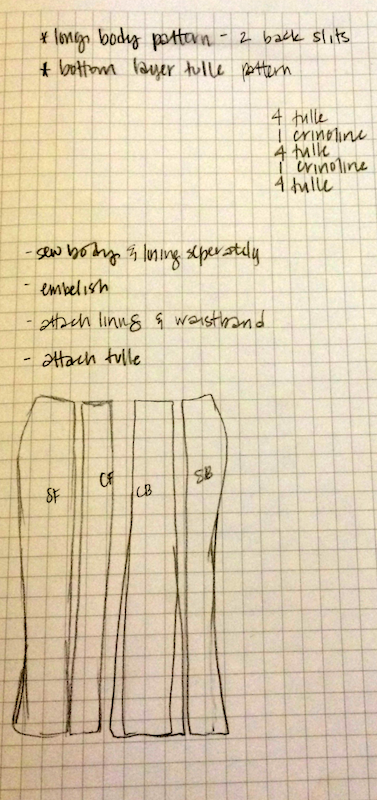 * long body pattern - 2 back slits
* bottom layer tulle pattern
4 tulle
1 crinoline
4 tulle
1 crinoline
4 tulle
- sew body & lining seperately
- embelish
- attach lining & waistband
- attach tulle
SF CF CB SB